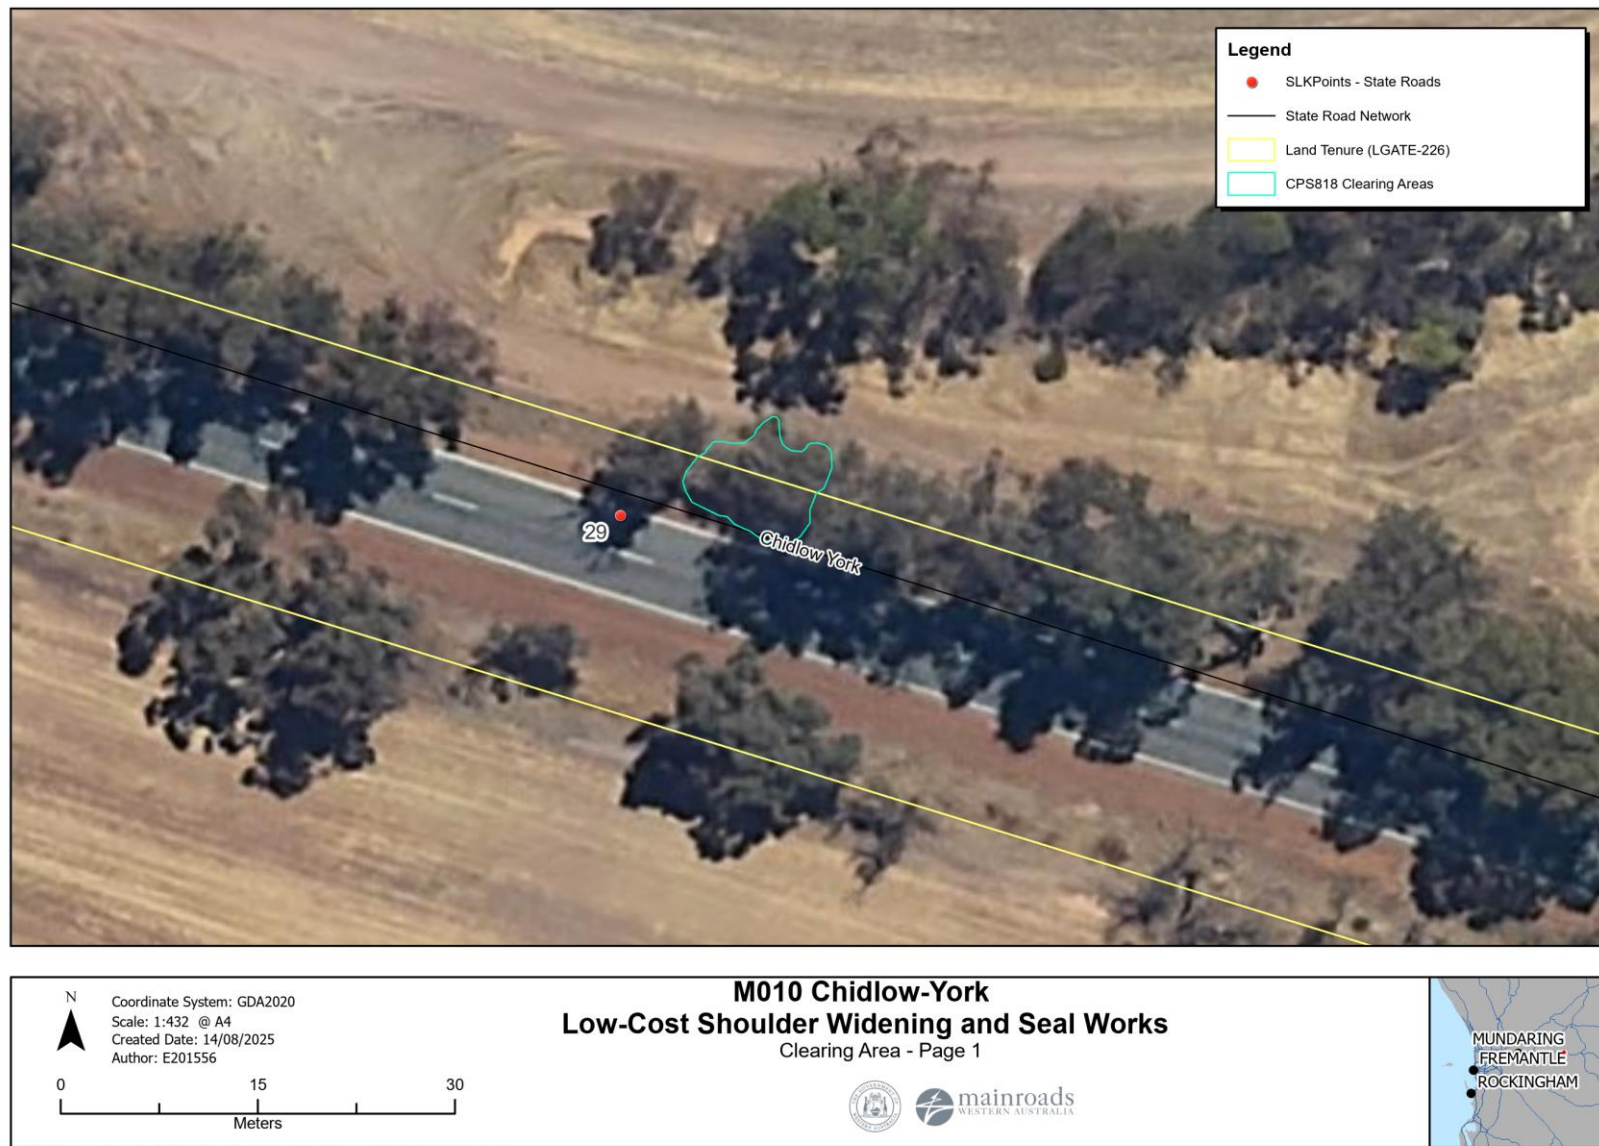 Legend
SLKPoints - State Roads
State Road Network
Land Tenure (LGATE-226)
CPS818 Clearing Areas
29
Chidlow York
N
Coordinate System: GDA2020
Scale: 1:432 @ A4
Created Date: 14/08/2025
Author: E201556
0 15 30
Meters
M010 Chidlow-York
Low-Cost Shoulder Widening and Seal Works
Clearing Area - Page 1
mainroads
WESTERN AUSTRALIA
MUNDARING
FREMANTLE
ROCKINGHAM